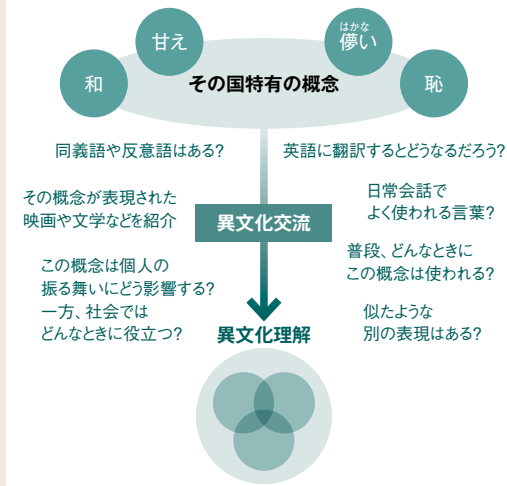 和
甘え
はかな
儚い
恥
その国特有の概念
同義語や反意語はある?
英語に翻訳するとどうなるだろう?
その概念が表現された
映画や文学などを紹介
日常会話で
よく使われる言葉?
異文化交流
この概念は個人の
振る舞いにどう影響する?
一方、社会では
どんなときに役立つ?
普段、どんなときに
この概念は使われる?
似たような
別の表現はある?
異文化理解